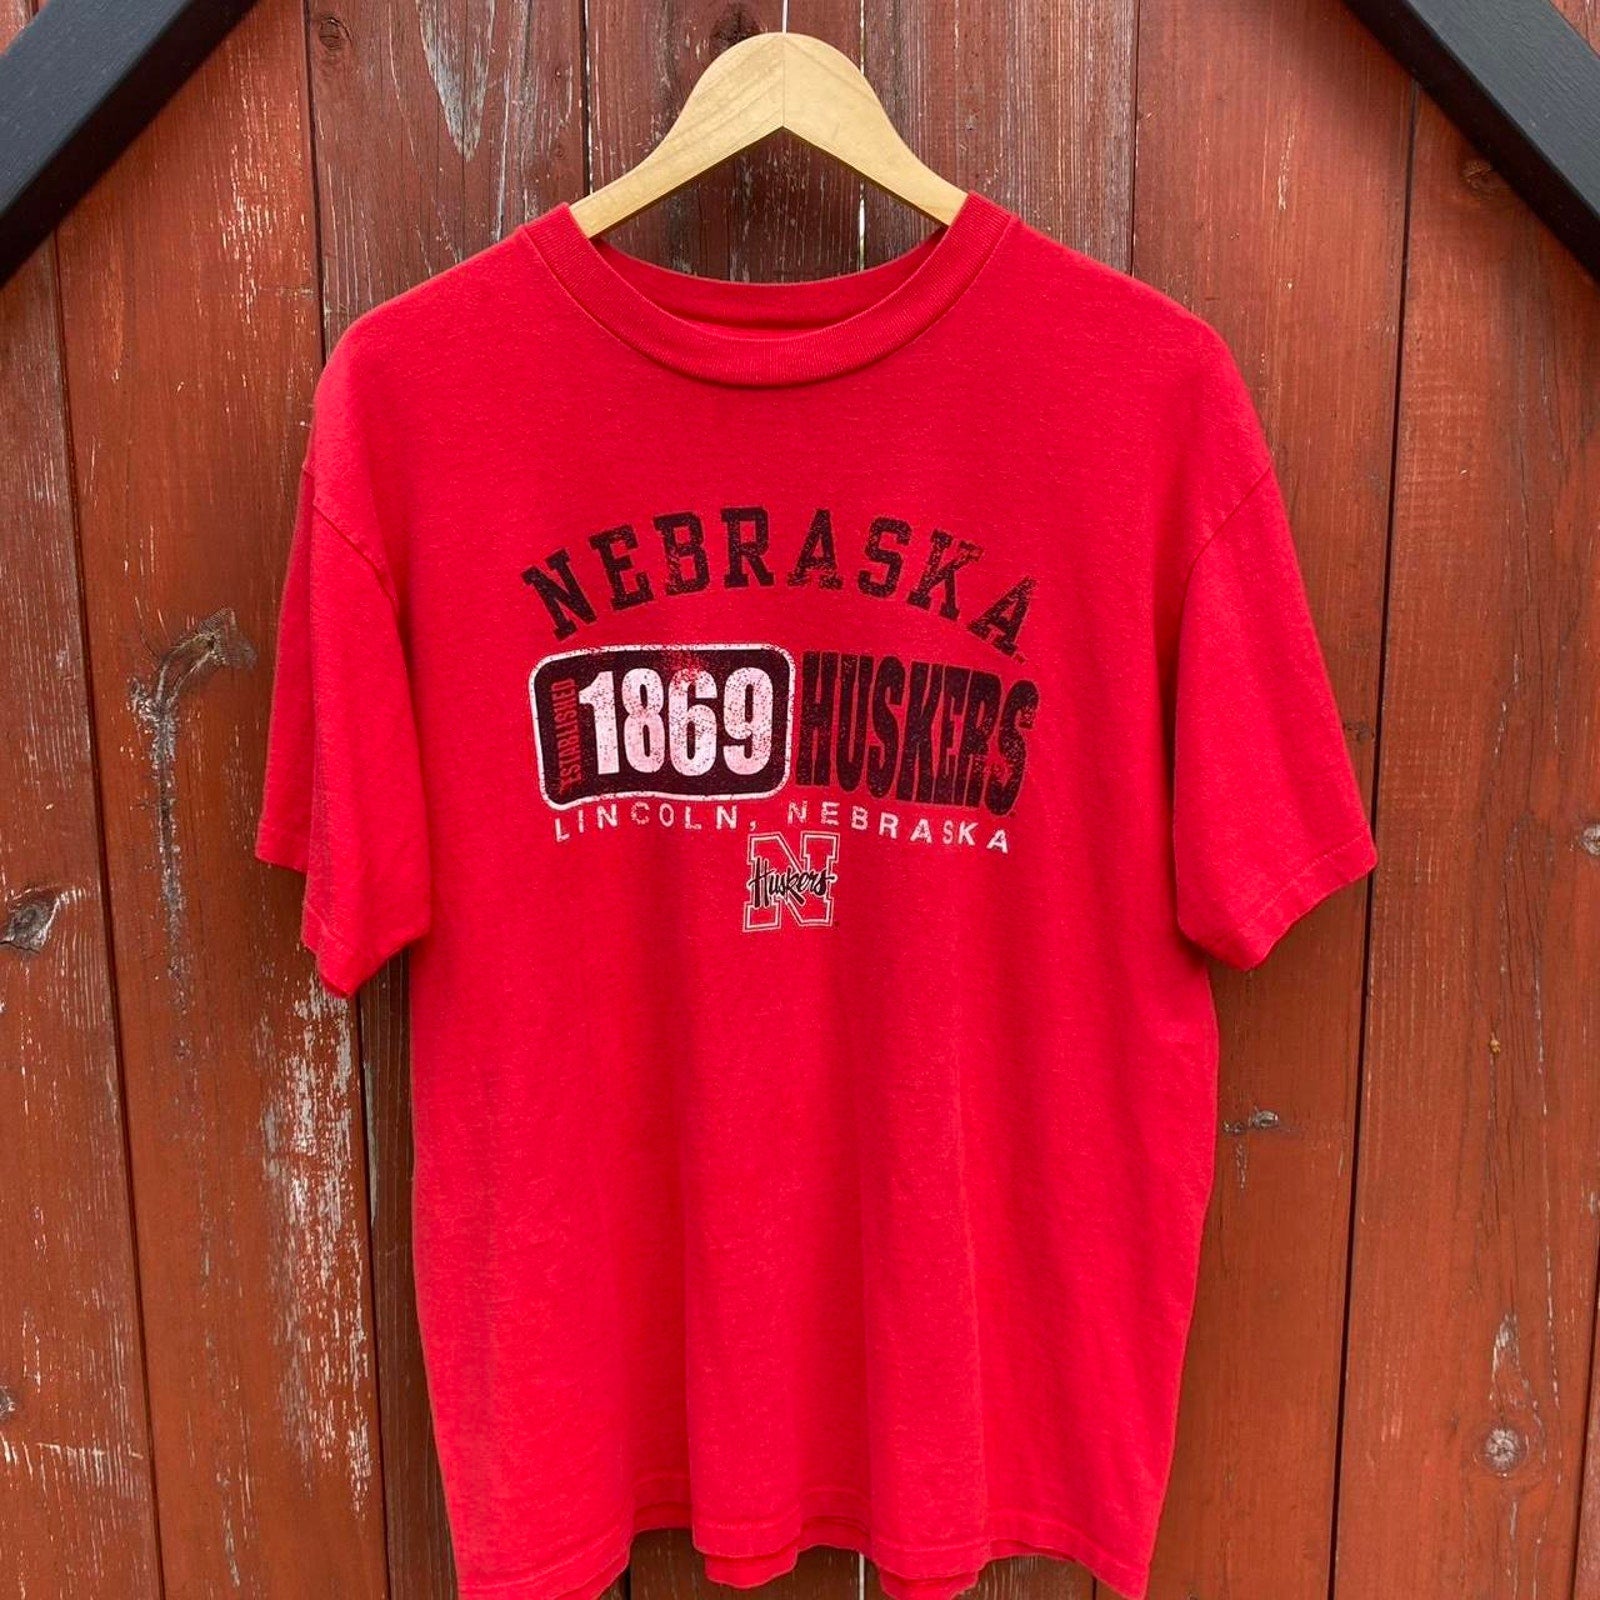 NEBRASKA
ESTABLISHED 1869 HUSKERS
LINCOLN, NEBRASKA
N
Huskers